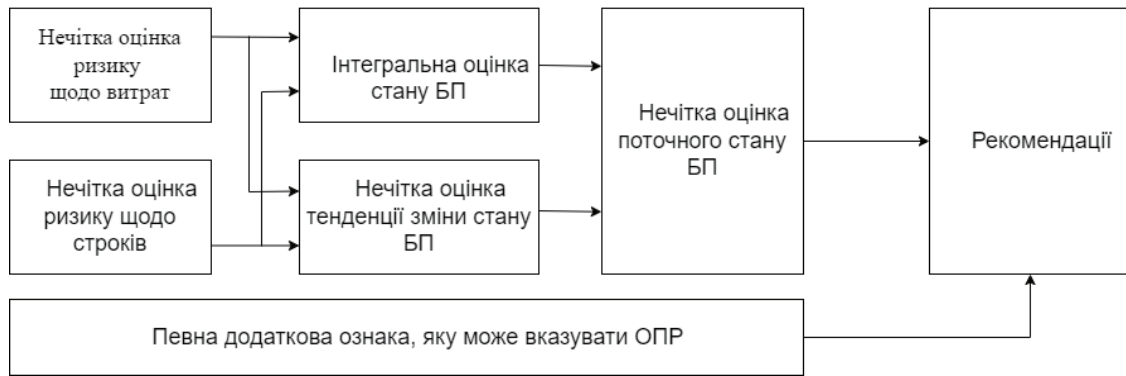 Нечітка оцінка
ризику
щодо витрат
Інтегральна оцінка
стану БП
Нечітка оцінка
поточного стану
БП
Рекомендації
Нечітка оцінка
ризику щодо
строків
Нечітка оцінка
тенденції зміни стану
БП
Певна додаткова ознака, яку може вказувати ОПР